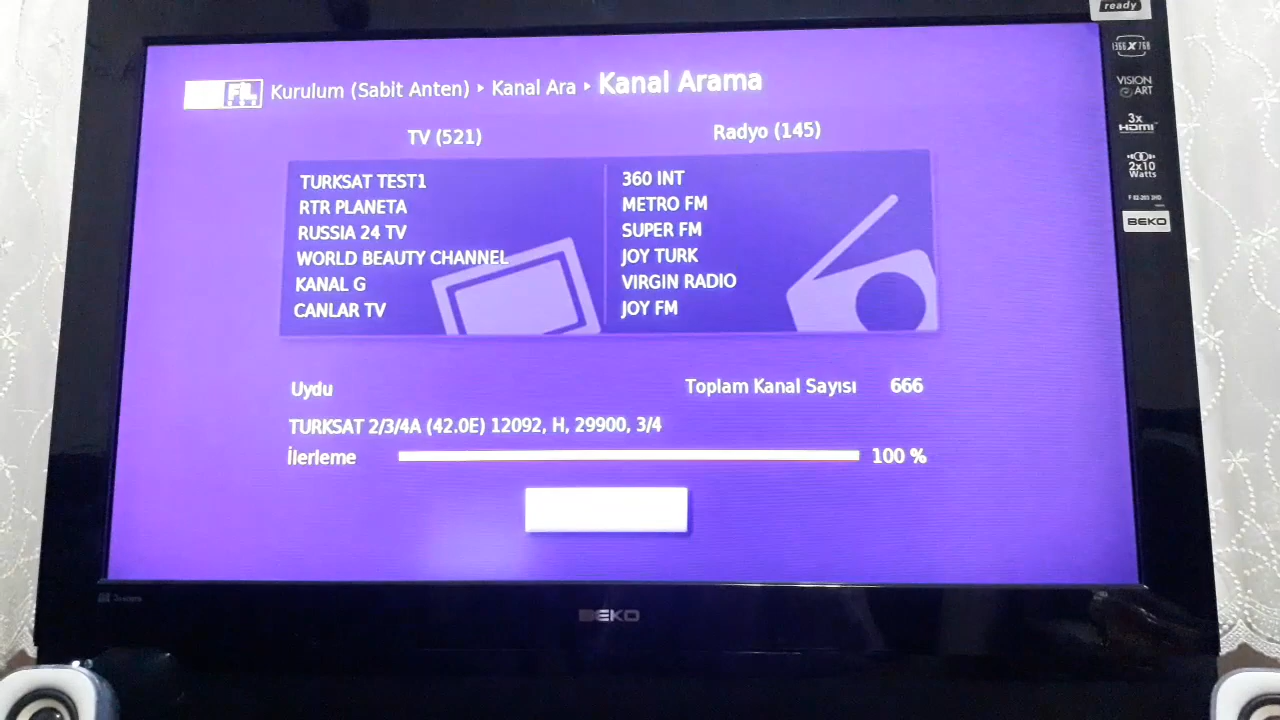 ready
1366X768
VISION
ART
3x
HDMI
2x10
Watts
BEKO
FIL
Kurulum (Sabit Anten) ▸ Kanal Ara ▸ Kanal Arama
TV (521)
Radyo (145)
TURKSAT TEST1
RTR PLANETA
RUSSIA 24 TV
WORLD BEAUTY CHANNEL
KANAL G
CANLAR TV
360 INT
METRO FM
SUPER FM
JOY TURK
VIRGIN RADIO
JOY FM
Uydu
Toplam Kanal Sayısı 666
TURKSAT 2/3/4A (42.0E) 12092, H, 29900, 3/4
İlerleme 100 %
BEKO